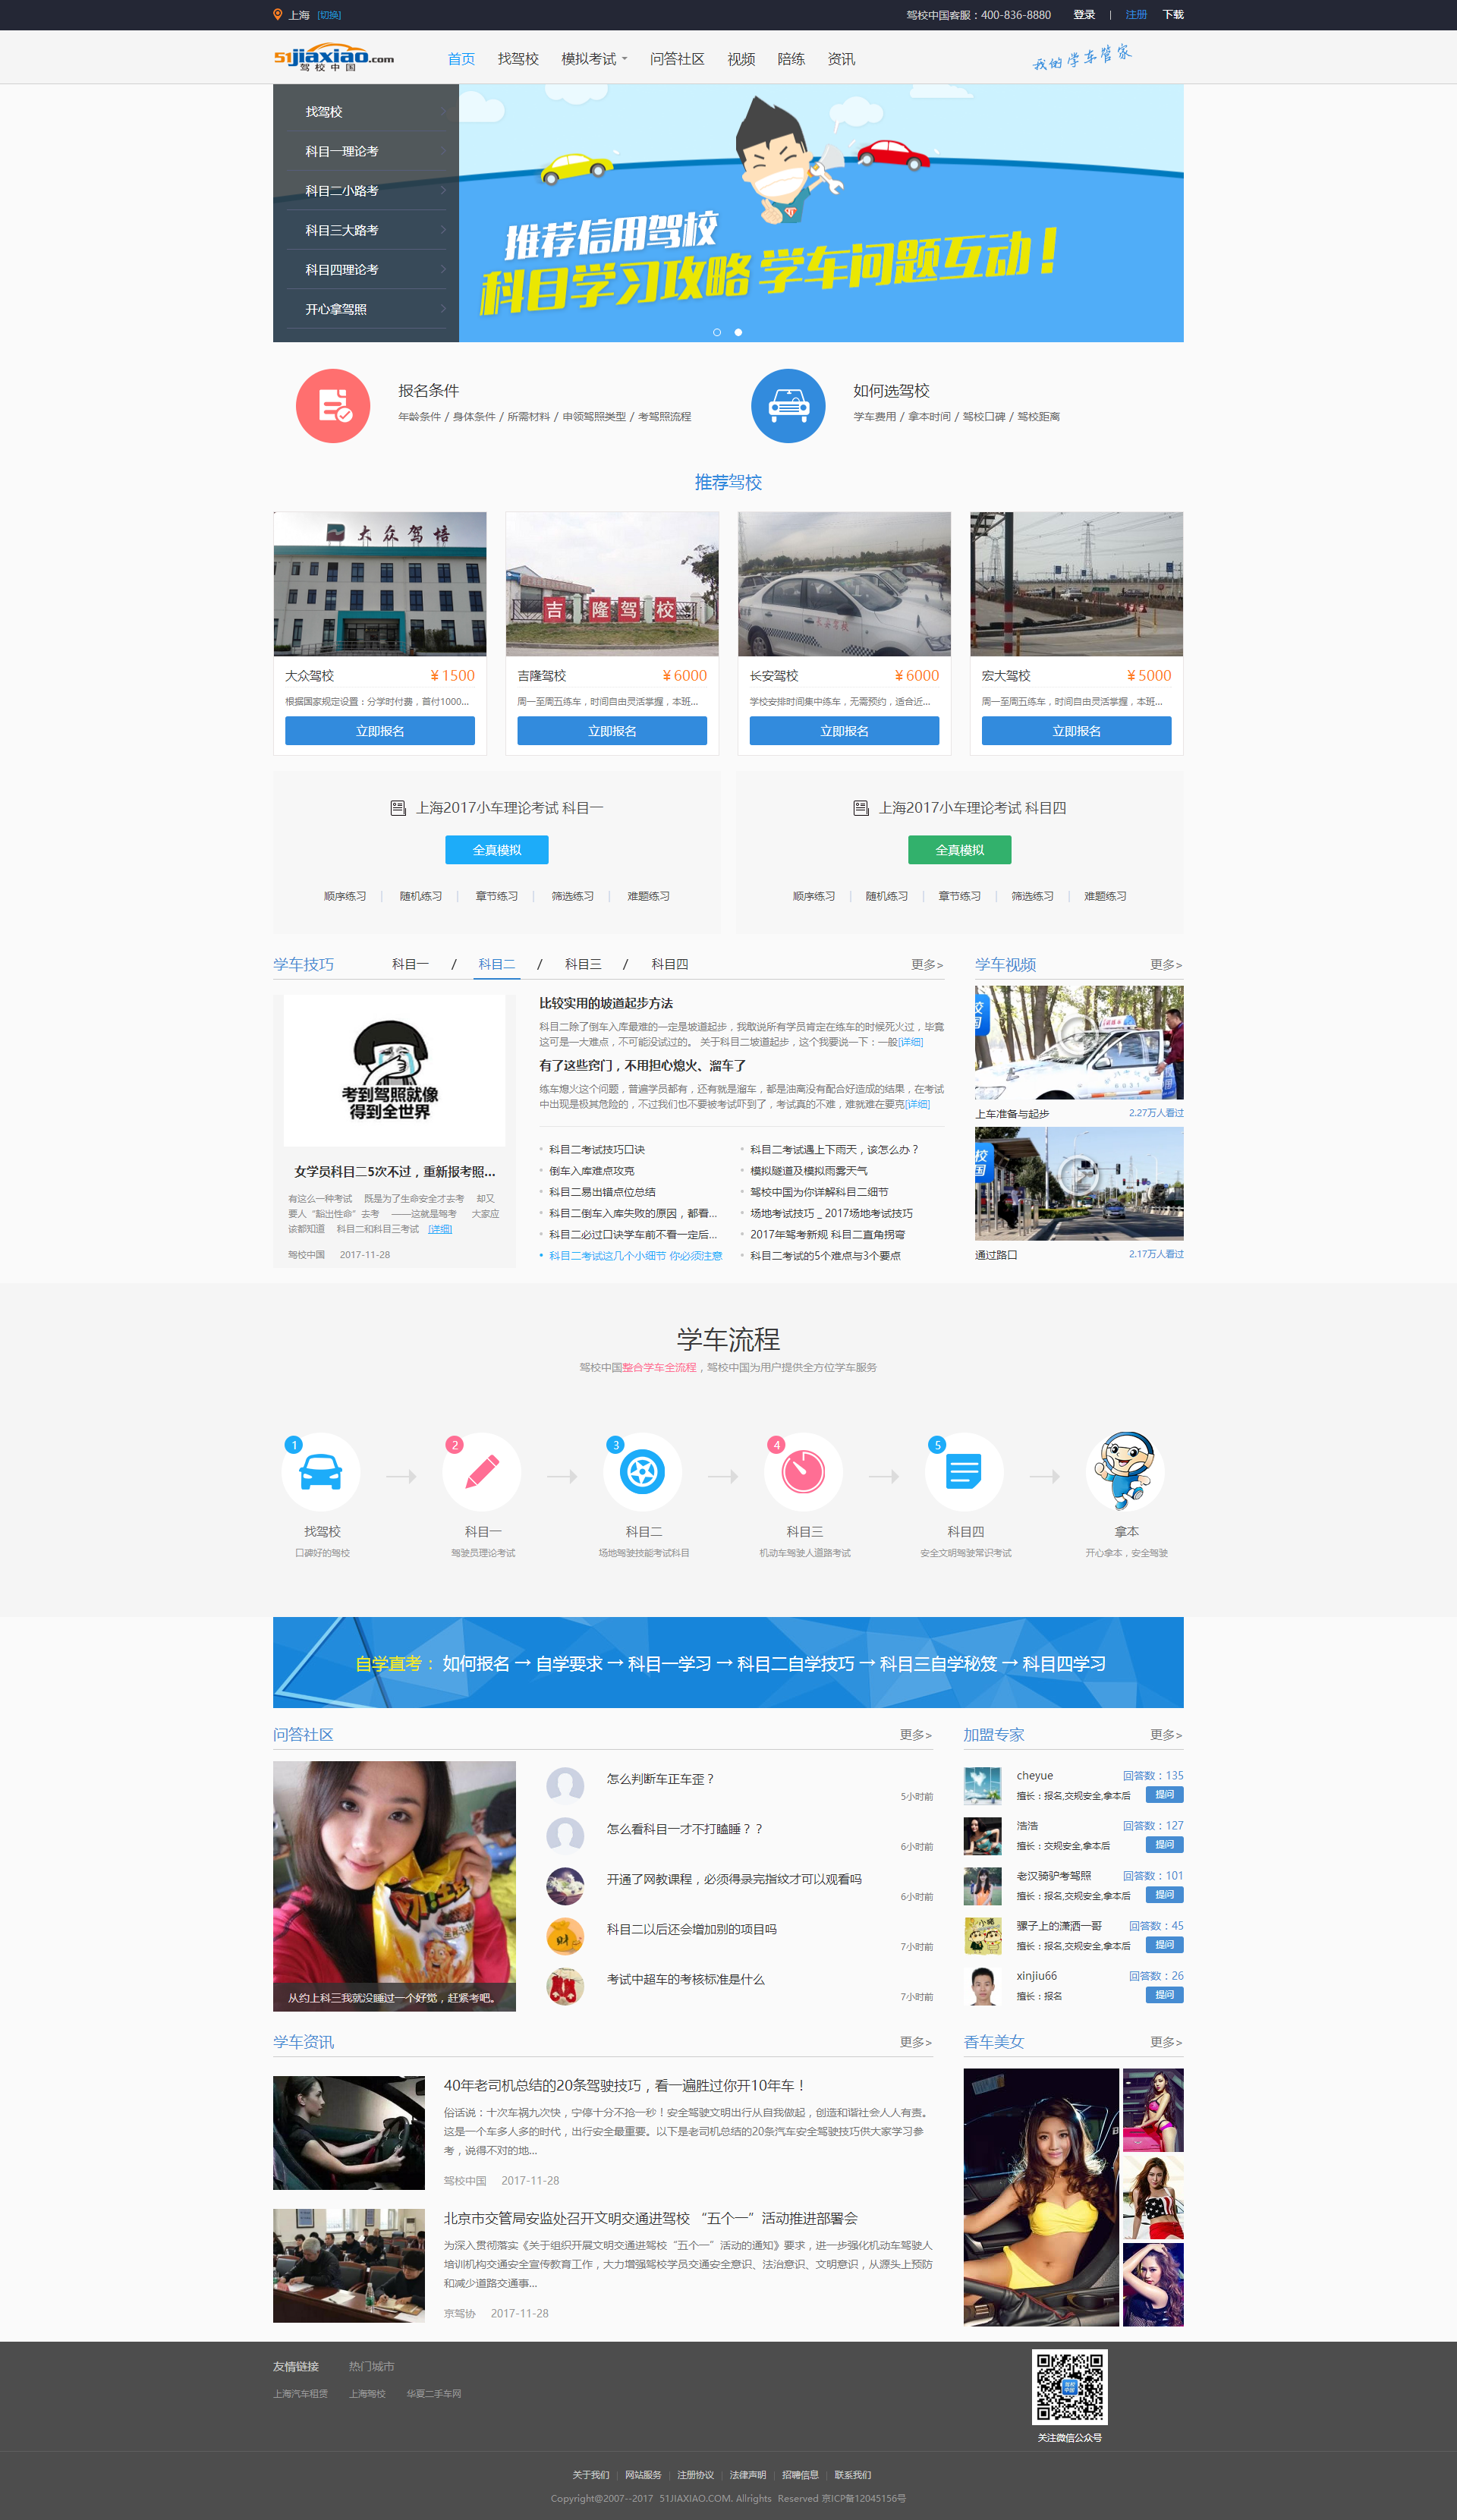 上海 [切换]
驾校中国客服：400-836-8880 登录 | 注册 下载
51jiaxiao.com
驾校中国
首页 找驾校 模拟考试 问答社区 视频 陪练 资讯
我的学车管家
找驾校
科目一理论考
科目二小路考
科目三大路考
科目四理论考
开心拿驾照
推荐信用驾校
科目学习攻略 学车问题互动！
报名条件
年龄条件 / 身体条件 / 所需材料 / 申领驾照类型 / 考驾照流程
如何选驾校
学车费用 / 拿本时间 / 驾校口碑 / 驾校距离
推荐驾校
大众驾培
吉隆驾校
长安驾校
大众驾校 ¥1500
根据国家规定设置：分学时付费，首付1000...
立即报名
吉隆驾校 ¥6000
周一至周五练车，时间自由灵活掌握，本班...
立即报名
长安驾校 ¥6000
学校安排时间集中练车，无需预约，适合近...
立即报名
宏大驾校 ¥5000
周一至周五练车，时间自由灵活掌握，本班...
立即报名
上海2017小车理论考试 科目一
全真模拟
顺序练习 | 随机练习 | 章节练习 | 筛选练习 | 难题练习
上海2017小车理论考试 科目四
全真模拟
顺序练习 | 随机练习 | 章节练习 | 筛选练习 | 难题练习
学车技巧 科目一 / 科目二 / 科目三 / 科目四 更多>
考到驾照就像
得到全世界
女学员科目二5次不过，重新报考照...
有这么一种考试 既是为了生命安全才去考 却又
要人“豁出性命”去考 ——这就是驾考 大家应
该都知道 科目二和科目三考试 [详细]
驾校中国 2017-11-28
比较实用的坡道起步方法
科目二除了倒车入库最难的一定是坡道起步，我敢说所有学员肯定在练车的时候死火过，毕竟
这可是一大难点，不可能没试过的。 关于科目二坡道起步，这个我要说一下：一般[详细]
有了这些窍门，不用担心熄火、溜车了
练车熄火这个问题，普遍学员都有，还有就是溜车，都是油离没有配合好造成的结果，在考试
中出现是极其危险的，不过我们也不要被考试吓到了，考试真的不难，难就难在要克[详细]
科目二考试技巧口诀
倒车入库难点攻克
科目二易出错点位总结
科目二倒车入库失败的原因，都看...
科目二必过口诀学车前不看一定后...
科目二考试这几个小细节 你必须注意
科目二考试遇上下雨天，该怎么办？
模拟隧道及模拟雨雾天气
驾校中国为你详解科目二细节
场地考试技巧 _ 2017场地考试技巧
2017年驾考新规 科目二直角拐弯
科目二考试的5个难点与3个要点
学车视频 更多>
上车准备与起步 2.27万人看过
通过路口 2.17万人看过
学车流程
驾校中国整合学车全流程，驾校中国为用户提供全方位学车服务
1 2 3 4 5
找驾校 科目一 科目二 科目三 科目四 拿本
口碑好的驾校 驾驶员理论考试 场地驾驶技能考试科目 机动车驾驶人道路考试 安全文明驾驶常识考试 开心拿本，安全驾驶
自学直考： 如何报名 → 自学要求 → 科目一学习 → 科目二自学技巧 → 科目三自学秘笈 → 科目四学习
问答社区 更多>
从约上科三我就没睡过一个好觉，赶紧考吧。
怎么判断车正车歪？
5小时前
怎么看科目一才不打瞌睡？？
6小时前
开通了网教课程，必须得录完指纹才可以观看吗
6小时前
科目二以后还会增加别的项目吗
7小时前
考试中超车的考核标准是什么
7小时前
加盟专家 更多>
cheyue 回答数：135
擅长：报名,交规安全,拿本后 提问
浩浩 回答数：127
擅长：交规安全,拿本后 提问
老汉骑驴考驾照 回答数：101
擅长：报名,交规安全,拿本后 提问
骡子上的潇洒一哥 回答数：45
擅长：报名,交规安全,拿本后 提问
xinjiu66 回答数：26
擅长：报名 提问
学车资讯 更多>
40年老司机总结的20条驾驶技巧，看一遍胜过你开10年车！
俗话说：十次车祸九次快，宁停十分不抢一秒！安全驾驶文明出行从自我做起，创造和谐社会人人有责。
这是一个车多人多的时代，出行安全最重要。以下是老司机总结的20条汽车安全驾驶技巧供大家学习参
考，说得不对的地...
驾校中国 2017-11-28
北京市交管局安监处召开文明交通进驾校 “五个一”活动推进部署会
为深入贯彻落实《关于组织开展文明交通进驾校“五个一”活动的通知》要求，进一步强化机动车驾驶人
培训机构交通安全宣传教育工作，大力增强驾校学员交通安全意识、法治意识、文明意识，从源头上预防
和减少道路交通事...
京驾协 2017-11-28
香车美女 更多>
友情链接 热门城市
上海汽车租赁 上海驾校 华夏二手车网
关注微信公众号
关于我们 | 网站服务 | 注册协议 | 法律声明 | 招聘信息 | 联系我们
Copyright@2007--2017 51JIAXIAO.COM. Allrights Reserved 京ICP备12045156号